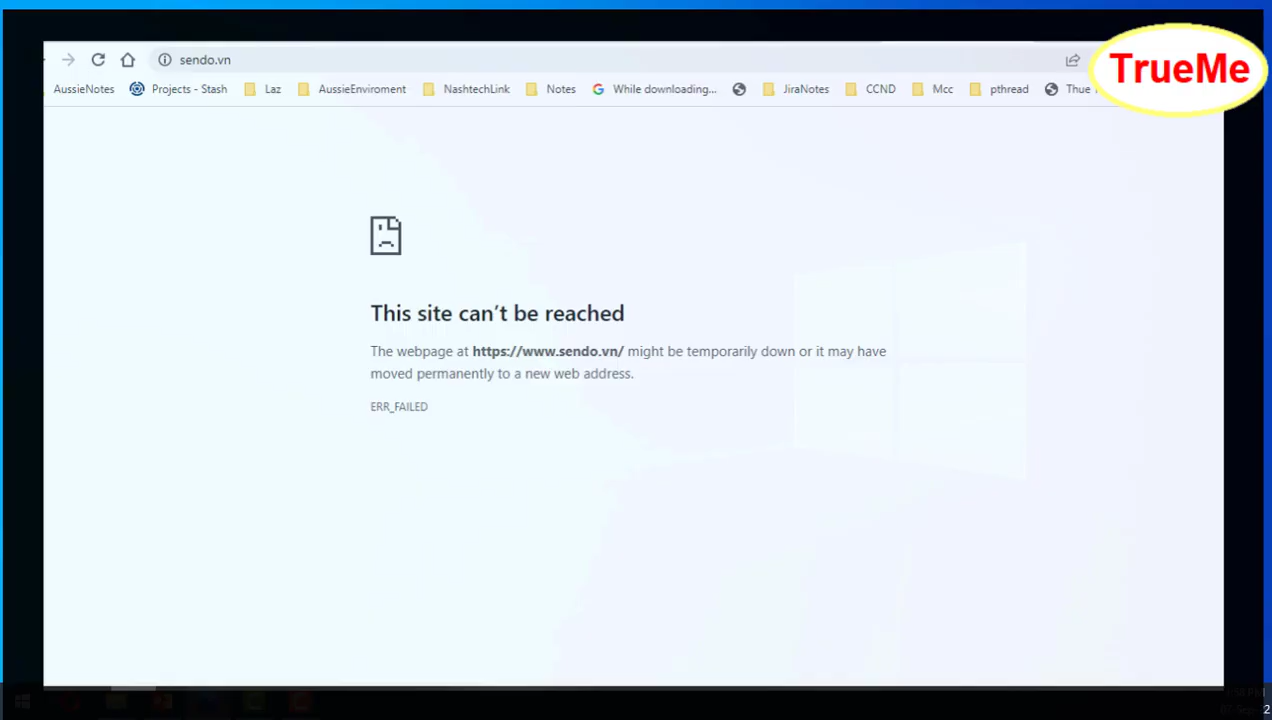 sendo.vn
TrueMe
AussieNotes Projects - Stash Laz AussieEnviroment NashtechLink Notes While downloading... JiraNotes CCND Mcc pthread Thue
This site can't be reached
The webpage at https://www.sendo.vn/ might be temporarily down or it may have
moved permanently to a new web address.
ERR_FAILED